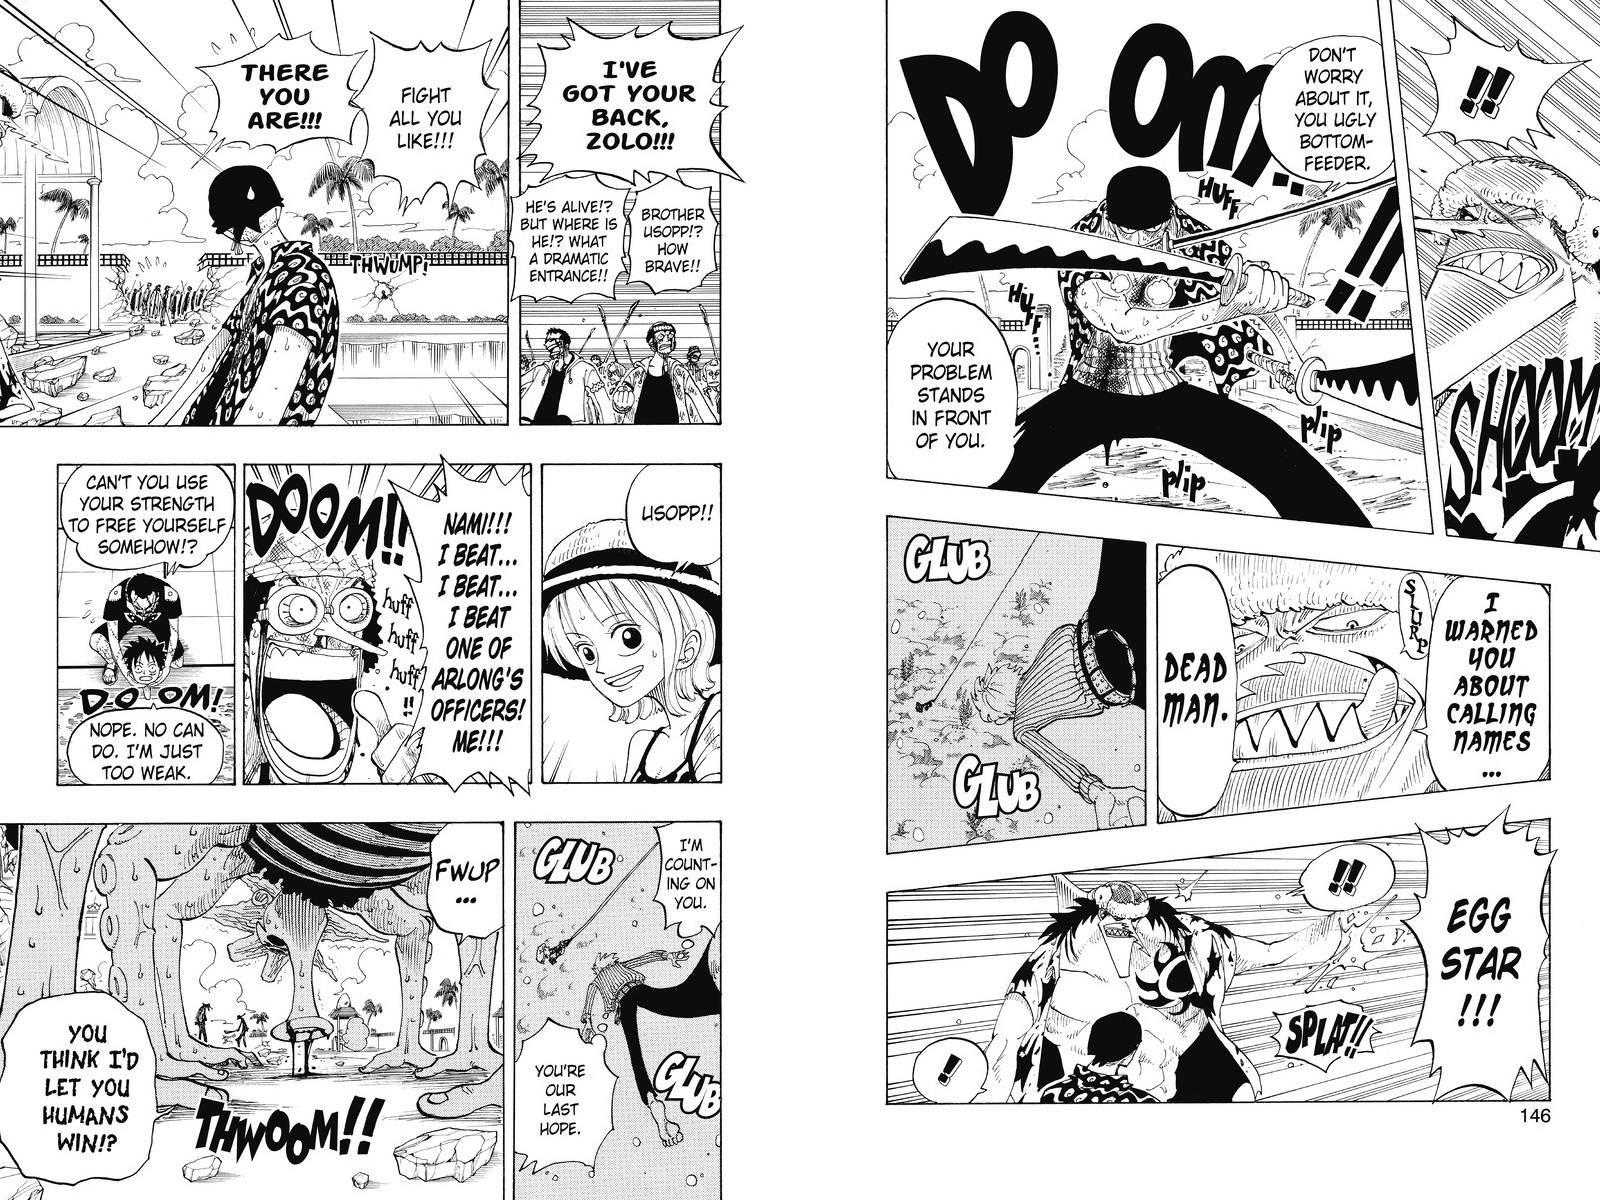 !!
DON'T
WORRY
ABOUT IT,
YOU UGLY
BOTTOM-
FEEDER.
DO OM..
HUFF
HUFF...
!!
SHOOM
YOUR
PROBLEM
STANDS
IN FRONT
OF YOU.
plip
plip
I
WARNED
YOU
ABOUT
CALLING
NAMES
...
SLURP
DEAD
MAN.
GLUB
GLUB
EGG
STAR
!!!
!!
SPLAT!!
!
146
I'VE
GOT YOUR
BACK,
ZOLO!!!
BROTHER
USOPP!?
HOW
BRAVE!!
HE'S ALIVE!?
BUT WHERE IS
HE!? WHAT
A DRAMATIC
ENTRANCE!!
FIGHT
ALL YOU
LIKE!!!
THERE
YOU
ARE!!!
THWUMP!
USOPP!!
NAMI!!!
I BEAT...
I BEAT...
I BEAT
ONE OF
ARLONG'S
OFFICERS!
ME!!!
DOOM!!
huff
huff
huff
!!
CAN'T YOU USE
YOUR STRENGTH
TO FREE YOURSELF
SOMEHOW!?
DO OM!
NOPE. NO CAN
DO. I'M JUST
TOO WEAK.
I'M
COUNT-
ING ON
YOU.
GLUB
GLUB
YOU'RE
OUR
LAST
HOPE.
FWUP
...
YOU
THINK I'D
LET YOU
HUMANS
WIN!?
THWOOM!!